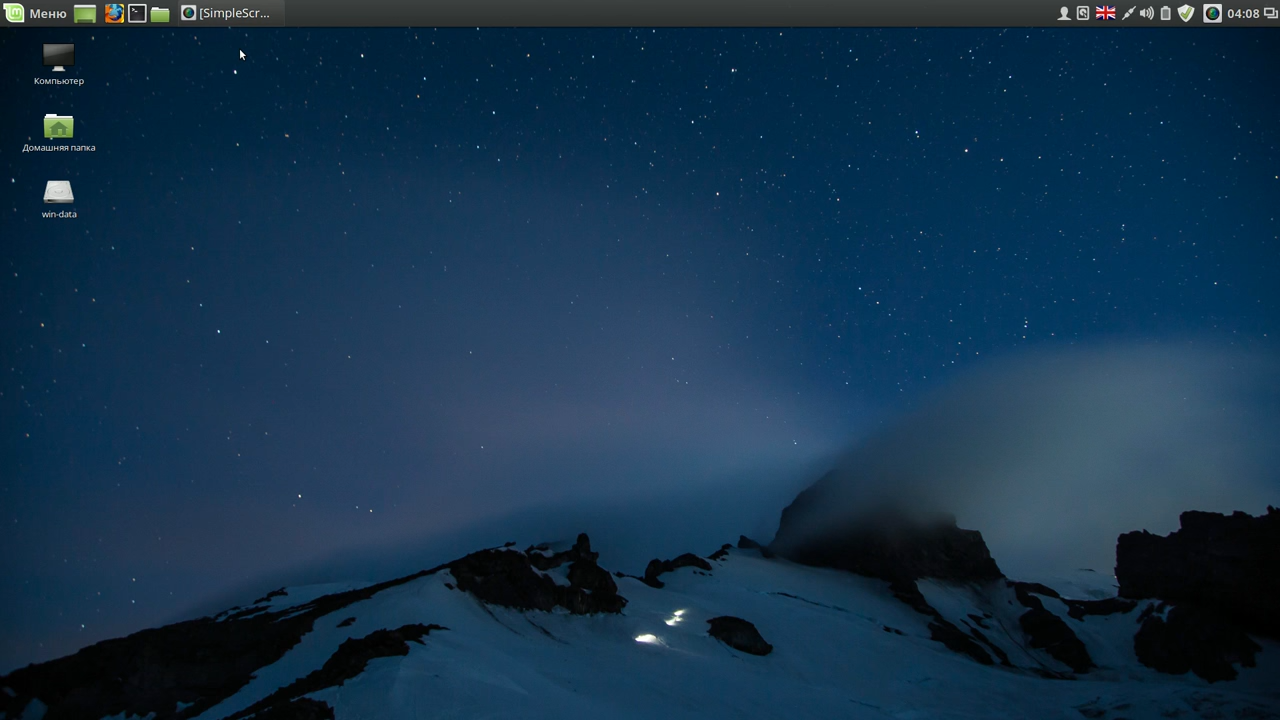 Меню
[SimpleScr...
04:08
Компьютер
Домашняя папка
win-data